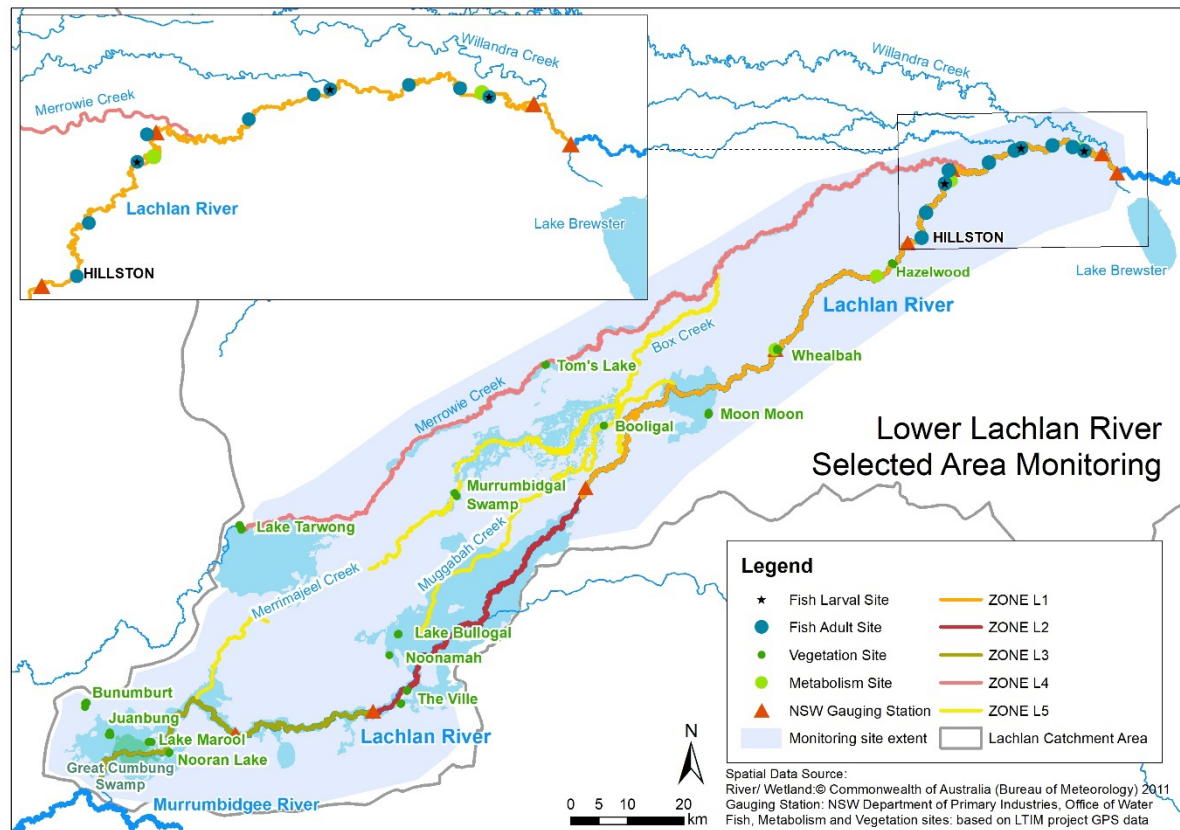 Willandra Creek
Merrowie Creek
Lachlan River
Lake Brewster
HILLSTON
Willandra Creek
HILLSTON
Lake Brewster
Hazelwood
Lachlan River
Box Creek
Whealbah
Tom's Lake
Merrowie Creek
Moon Moon
Booligal
Lower Lachlan River
Selected Area Monitoring
Murrumbidgal
Swamp
Lake Tarwong
Muggabah Creek
Merrimajeel Creek
Lake Bullogal
Noonamah
The Ville
Bunumburt
Juanbung
Lake Marool
Nooran Lake
Great Cumbung
Swamp
Lachlan River
Murrumbidgee River
Legend
Fish Larval Site
Fish Adult Site
Vegetation Site
Metabolism Site
NSW Gauging Station
Monitoring site extent
ZONE L1
ZONE L2
ZONE L3
ZONE L4
ZONE L5
Lachlan Catchment Area
N
0 5 10 20
km
Spatial Data Source:
River/ Wetland:© Commonwealth of Australia (Bureau of Meteorology) 2011
Gauging Station: NSW Department of Primary Industries, Office of Water
Fish, Metabolism and Vegetation sites: based on LTIM project GPS data